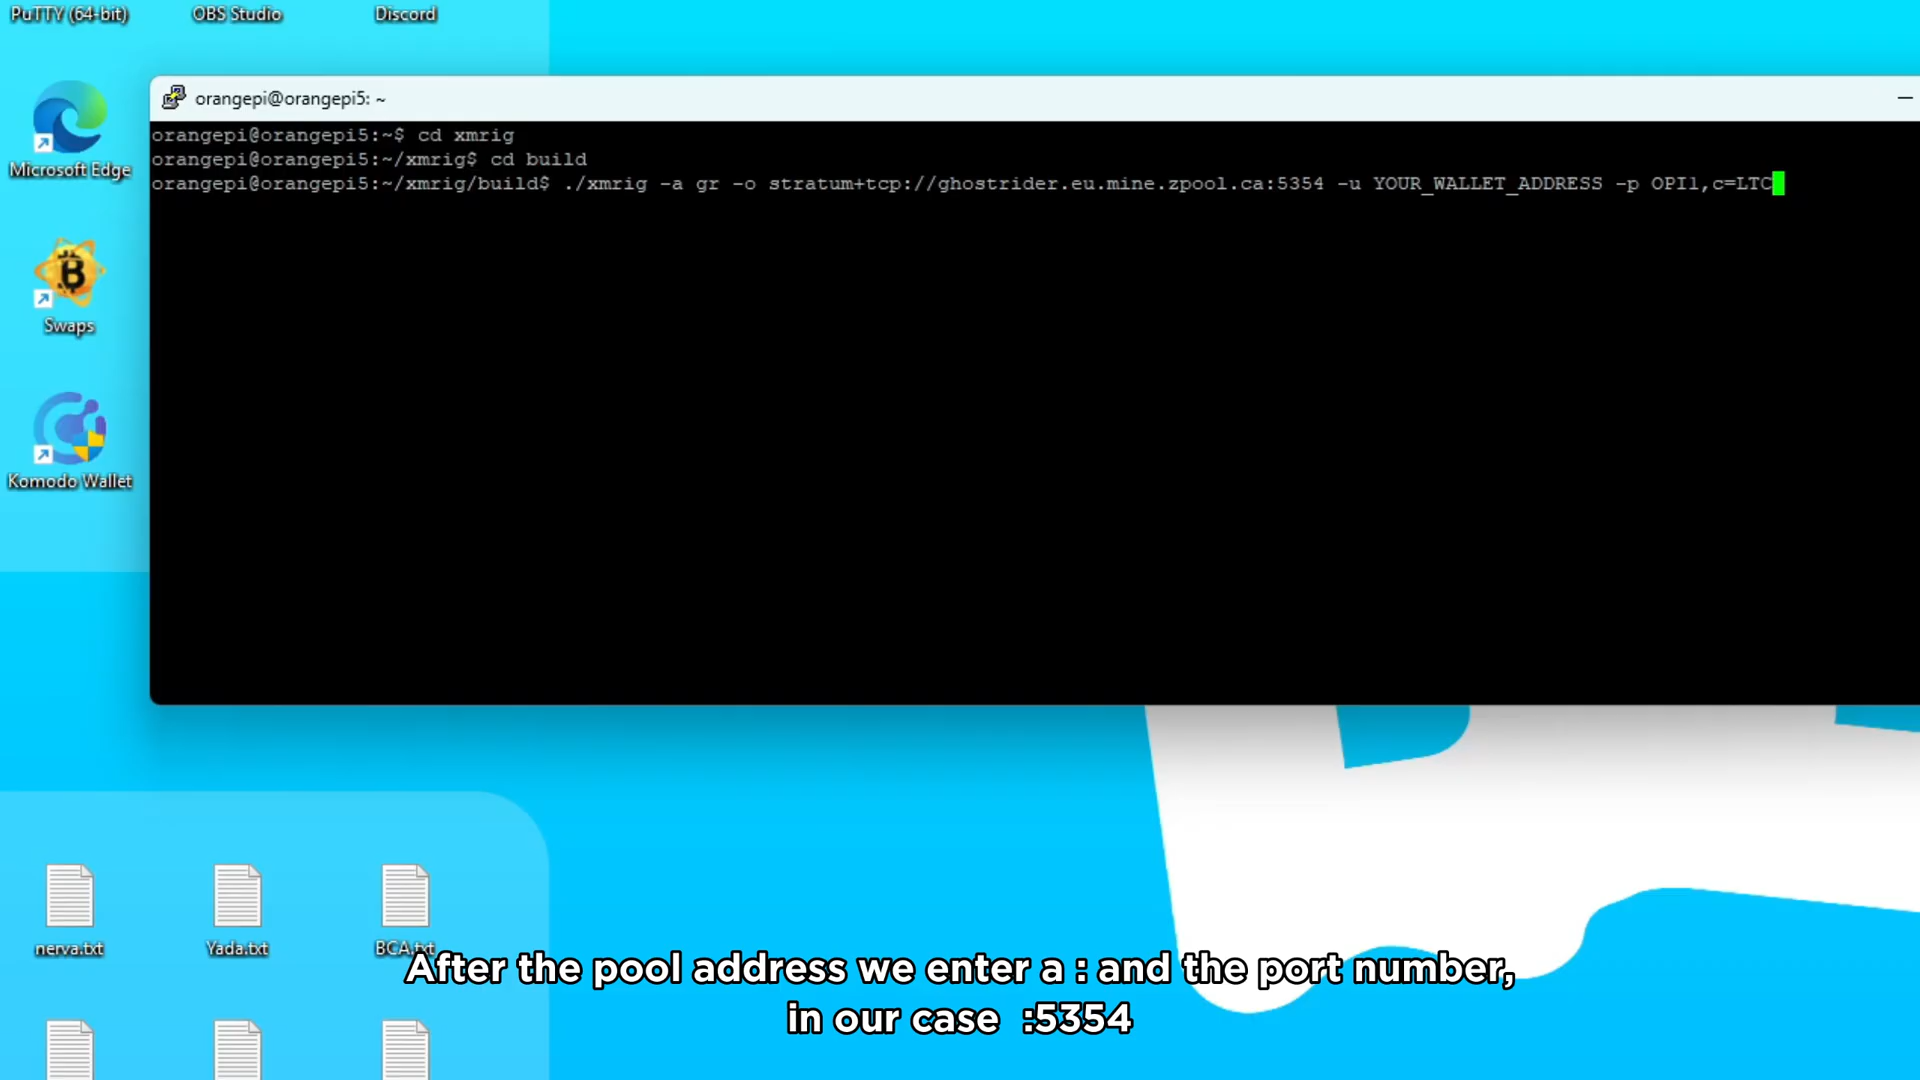 PuTTY (64-bit)
OBS Studio
Discord
orangepi@orangepi5: ~
orangepi@orangepi5:~$ cd xmrig
orangepi@orangepi5:~/xmrig$ cd build
orangepi@orangepi5:~/xmrig/build$ ./xmrig -a gr -o stratum+tcp://ghostrider.eu.mine.zpool.ca:5354 -u YOUR_WALLET_ADDRESS -p OPI1,c=LTC
Microsoft Edge
Swaps
Komodo Wallet
nerva.txt
Yada.txt
BCA.txt
After the pool address we enter a : and the port number,
in our case :5354